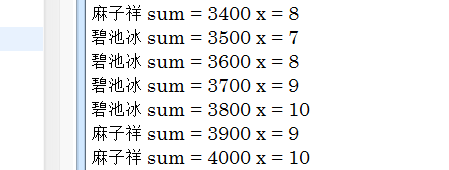 麻子祥 sum = 3400 x = 8
碧池冰 sum = 3500 x = 7
碧池冰 sum = 3600 x = 8
碧池冰 sum = 3700 x = 9
碧池冰 sum = 3800 x = 10
麻子祥 sum = 3900 x = 9
麻子祥 sum = 4000 x = 10